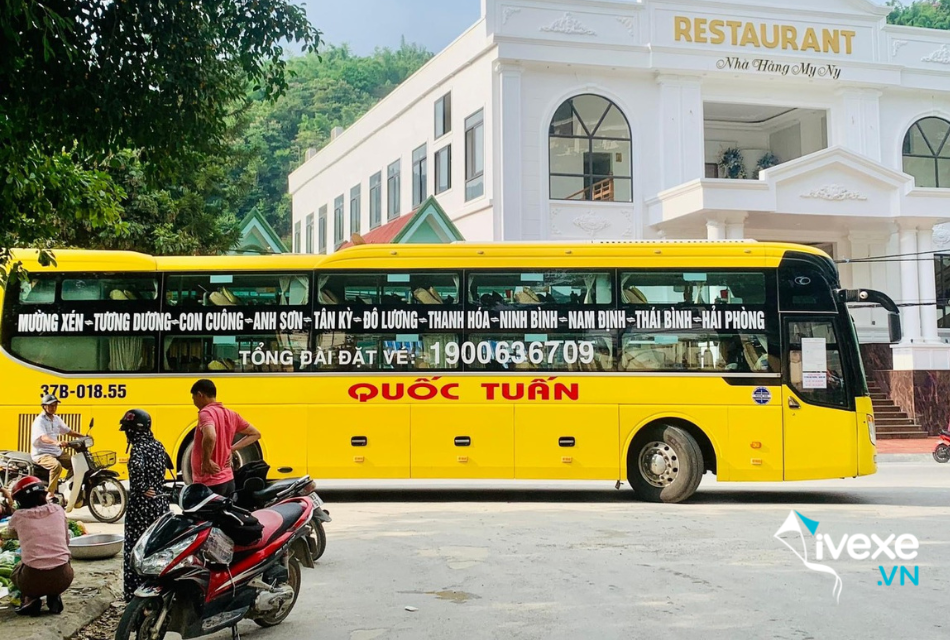 RESTAURANT
Nhà Hàng My Ny
MƯỜNG XÉN - TƯƠNG DƯƠNG - CON CUÔNG - ANH SƠN - TÂN KỲ - ĐÔ LƯƠNG - THANH HÓA - NINH BÌNH - NAM ĐỊNH - THÁI BÌNH - HẢI PHÒNG
TỔNG ĐÀI ĐẶT VÉ: 1900636709
37B-018.55
QUỐC TUẤN
ivexe
.VN